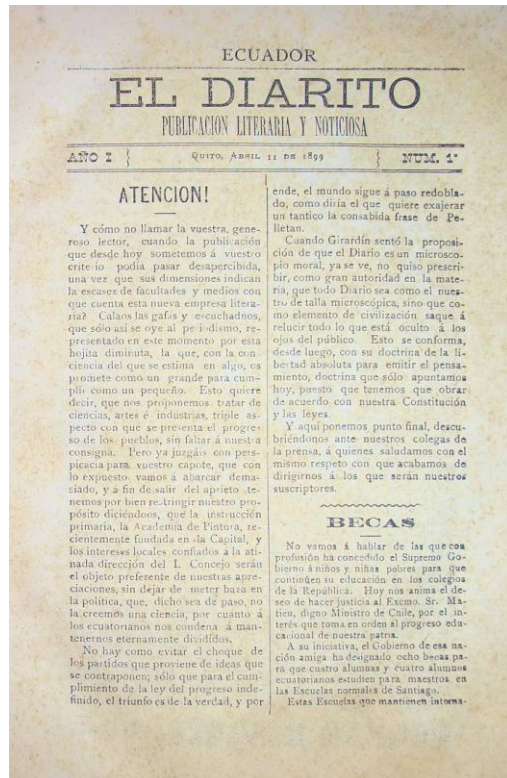 ECUADOR
EL DIARITO
PUBLICACION LITERARIA Y NOTICIOSA
AÑO I
QUITO, ABRIL 11 DE 1899
NUM. 1º
ATENCION!
Y cómo no llamar la vuestra, gene-
roso lector, cuando la publicación
que desde hoy sometemos á vuestro
criterio podía pasar desapercibida,
una vez que sus dimensiones indican
la escasez de facultades y medios con
que cuenta esta nueva empresa litera-
ria? Calaos las gafas y escuchadnos,
que sólo así se oye al periodismo, re-
presentado en este momento por esta
hojita diminuta, la que, con la con-
ciencia del que se estima en algo, os
promete como un grande para cum-
plir como un pequeño. Esto quiere
decir, que nos proponemos tratar de
ciencias, artes é industrias, triple as-
pecto con que se presenta el progre-
so de los pueblos, sin faltar á nuestra
consigna. Pero ya juzgáis con pers-
picacia para vuestro capote, que con
lo expuesto vamos a abarcar dema-
siado, y á fin de salir del aprieto te-
nemos por bien restringir nuestro pro-
pósito diciéndoos, que la instrucción
primaria, la Academia de Pintura, re-
cientemente fundada en la Capital, y
los intereses locales confiados á la ati-
nada dirección del I. Concejo serán
el objeto preferente de nuestras apre-
ciaciones, sin dejar de meter baza en
la política, que, dicho sea de paso, no
la creemos una ciencia, por cuanto á
los ecuatorianos nos condena á man-
tenernos eternamente divididos.
No hay como evitar el choque de
los partidos que proviene de ideas que
se contraponen; sólo que para el cum-
plimiento de la ley del progreso inde-
finido, el triunfo es de la verdad, y por
ende, el mundo sigue á paso redobla-
do, como diría el que quiere exajerar
un tantico la consabida frase de Pe-
lletan.
Cuando Girardín sentó la proposi-
ción de que el Diario es un microsco-
pio moral, ya se ve, no quiso prescri-
bir, como gran autoridad en la mate-
ria, que todo Diario sea como el nues-
tro de talla microscópica, sino que co-
mo elemento de civilización saque á
relucir todo lo que está oculto á los
ojos del público. Esto se conforma,
desde luego, con su doctrina de la li-
bertad absoluta para emitir el pensa-
miento, doctrina que sólo apuntamos
hoy, puesto que tenemos que obrar
de acuerdo con nuestra Constitución
y las leyes.
Y aquí ponemos punto final, descu-
briéndonos ante nuestros colegas de
la prensa, á quienes saludamos con el
mismo respeto con que acabamos de
dirigirnos á los que serán nuestros
suscriptores.
BECAS
No vamos á hablar de las que con
profusión ha concedido el Supremo Go-
bierno á niños y niñas pobres para que
continúen su educación en los colegios
de la República. Hoy nos anima el de-
seo de hacer justicia al Excmo. Sr. Ma-
tieu, digno Ministro de Chile, por el in-
terés que toma en orden al progreso edu-
cacional de nuestra patria.
A su iniciativa, el Gobierno de esa na-
ción amiga ha designado ocho becas pa-
ra que cuatro alumnas y cuatro alumnos
ecuatorianos estudien para maestros en
las Escuelas normales de Santiago.
Estas Escuelas que mantienen interna-